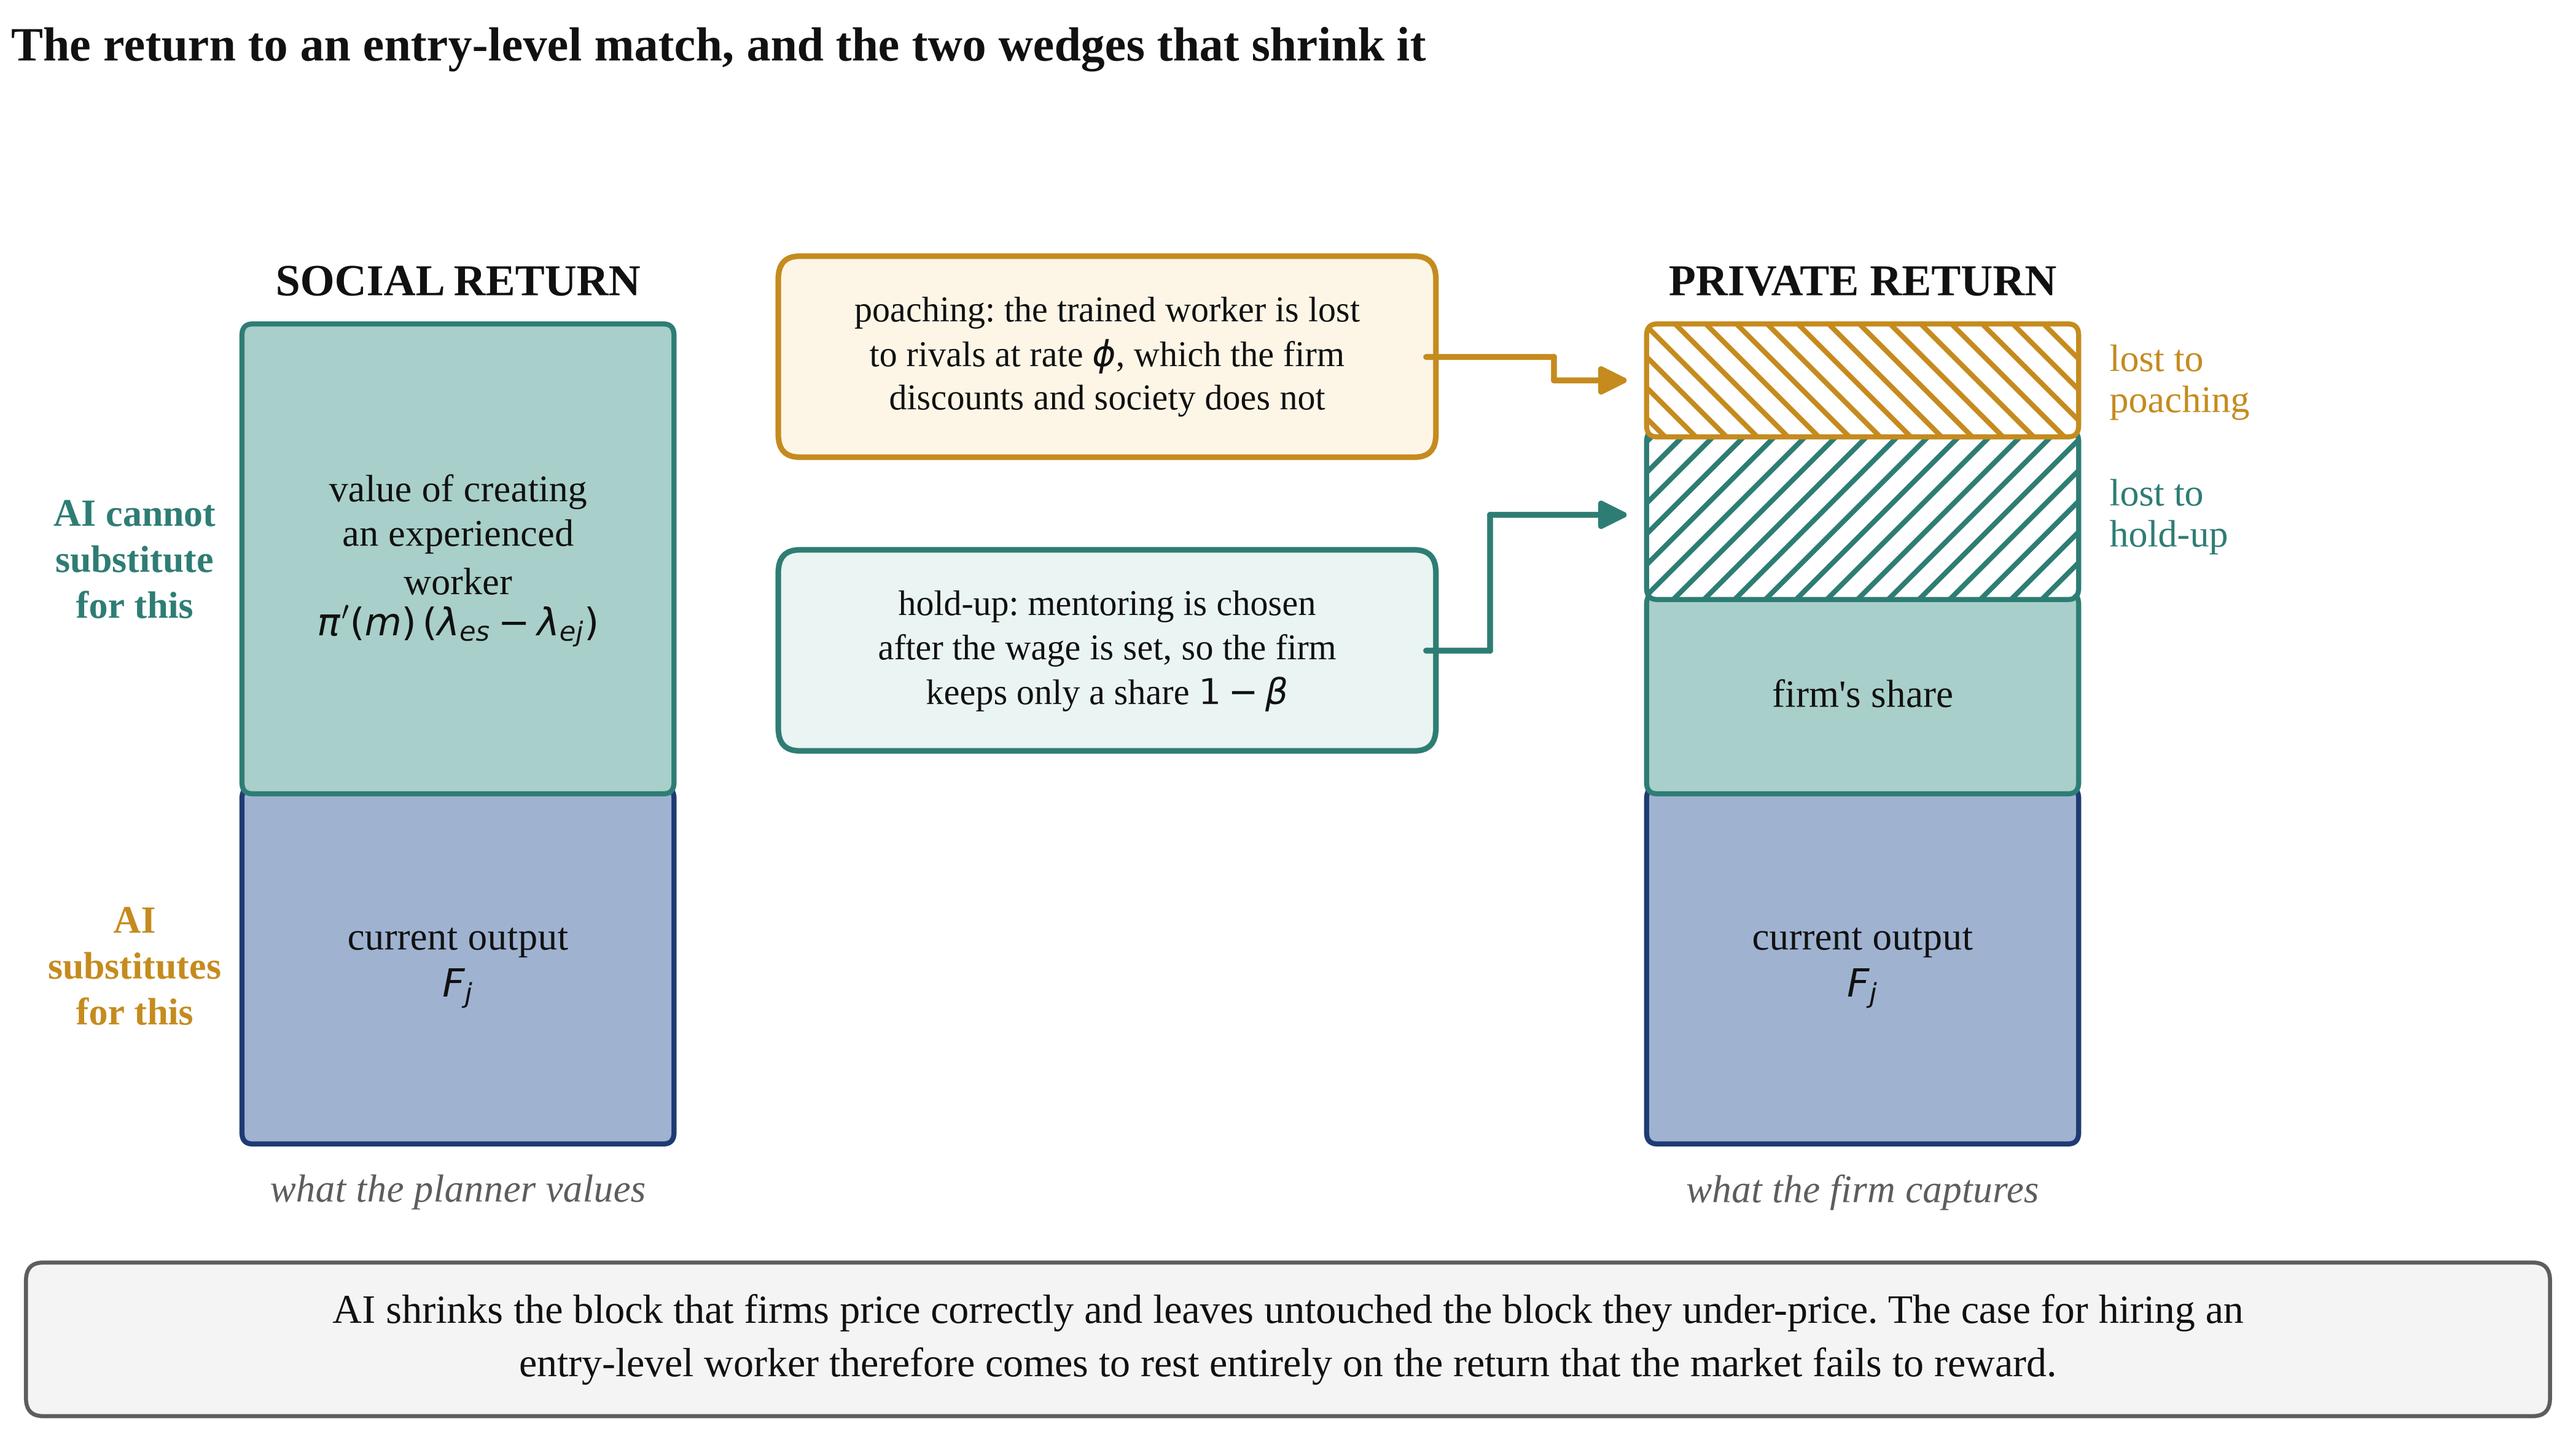 The return to an entry-level match, and the two wedges that shrink it
SOCIAL RETURN
AI cannot
substitute
for this
value of creating
an experienced
worker
π′(m) (λ_es − λ_ej)
AI
substitutes
for this
current output
F_j
what the planner values
poaching: the trained worker is lost
to rivals at rate ϕ, which the firm
discounts and society does not
hold-up: mentoring is chosen
after the wage is set, so the firm
keeps only a share 1 − β
PRIVATE RETURN
lost to
poaching
lost to
hold-up
firm's share
current output
F_j
what the firm captures
AI shrinks the block that firms price correctly and leaves untouched the block they under-price. The case for hiring an
entry-level worker therefore comes to rest entirely on the return that the market fails to reward.